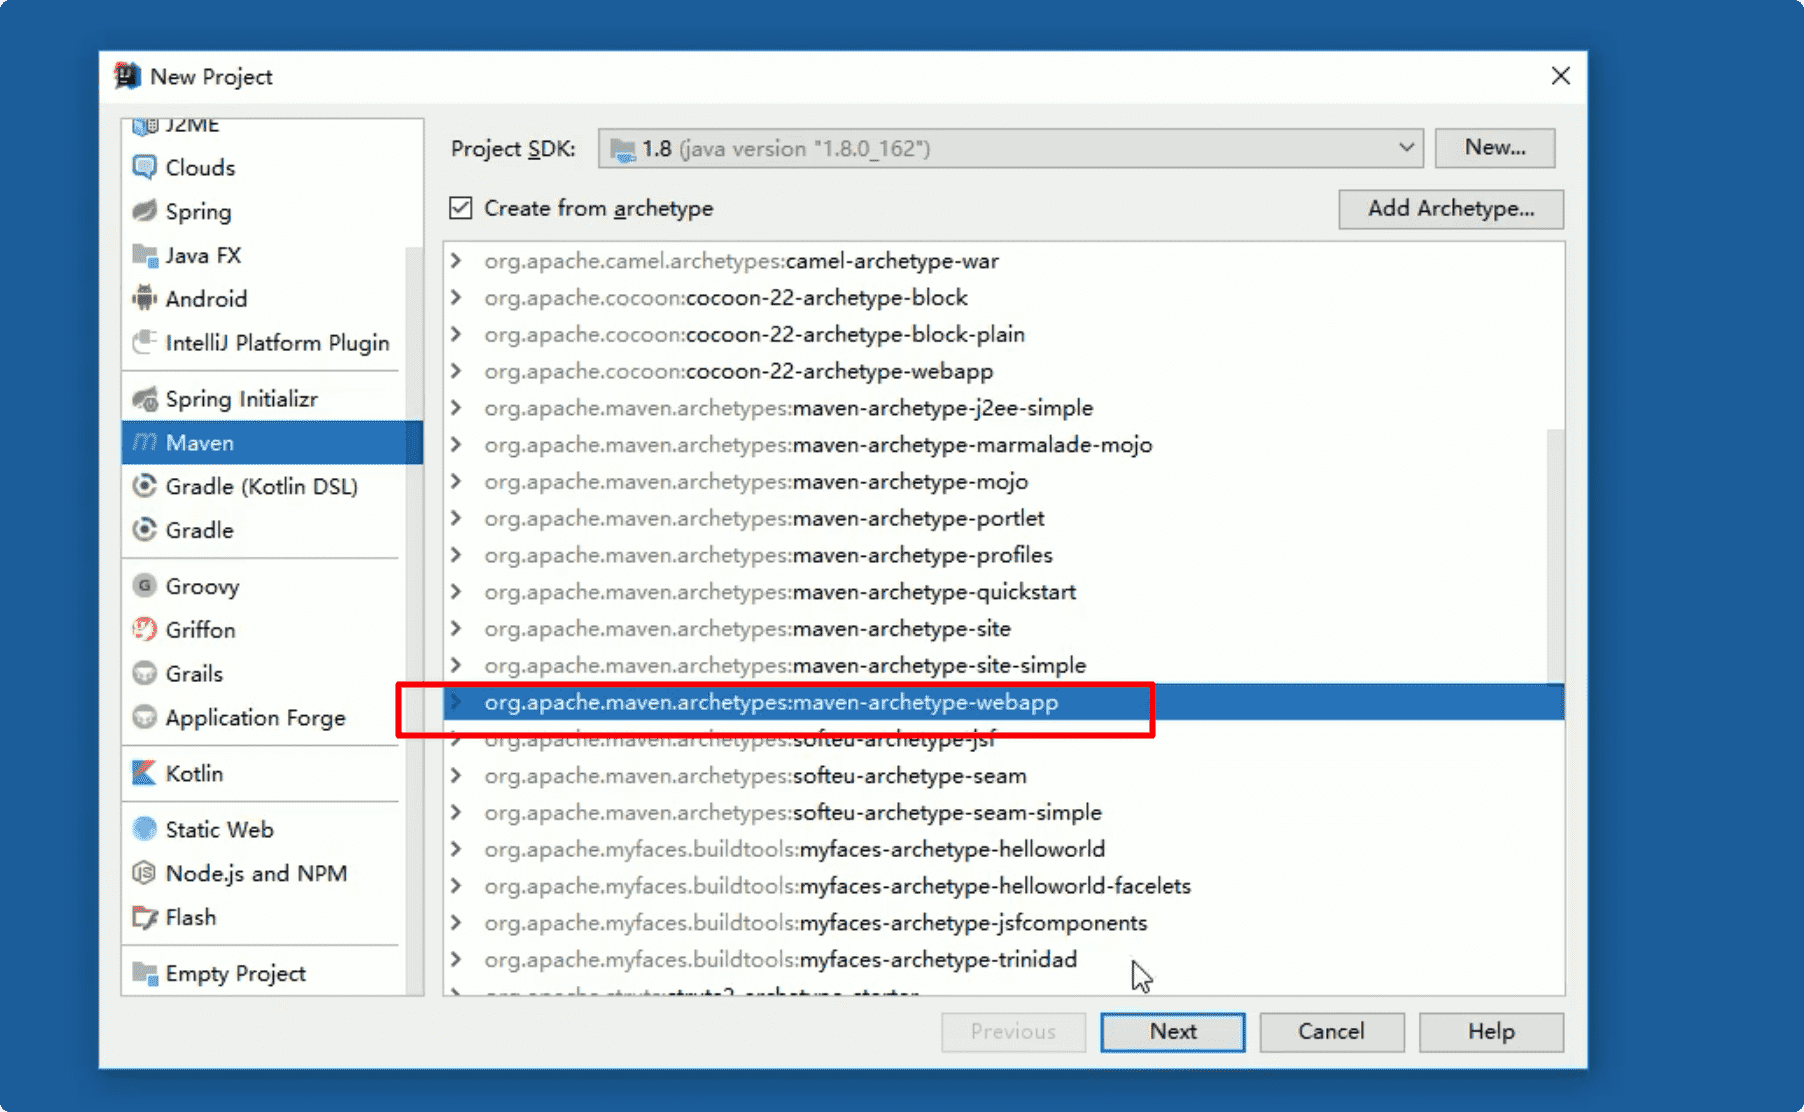 New Project
J2ME
Clouds
Spring
Java FX
Android
IntelliJ Platform Plugin
Spring Initializr
Maven
Gradle (Kotlin DSL)
Gradle
Groovy
Griffon
Grails
Application Forge
Kotlin
Static Web
Node.js and NPM
Flash
Empty Project
Project SDK: 1.8 (java version "1.8.0_162") New...
Create from archetype Add Archetype...
org.apache.camel.archetypes:camel-archetype-war
org.apache.cocoon:cocoon-22-archetype-block
org.apache.cocoon:cocoon-22-archetype-block-plain
org.apache.cocoon:cocoon-22-archetype-webapp
org.apache.maven.archetypes:maven-archetype-j2ee-simple
org.apache.maven.archetypes:maven-archetype-marmalade-mojo
org.apache.maven.archetypes:maven-archetype-mojo
org.apache.maven.archetypes:maven-archetype-portlet
org.apache.maven.archetypes:maven-archetype-profiles
org.apache.maven.archetypes:maven-archetype-quickstart
org.apache.maven.archetypes:maven-archetype-site
org.apache.maven.archetypes:maven-archetype-site-simple
org.apache.maven.archetypes:maven-archetype-webapp
org.apache.maven.archetypes:softeu-archetype-jsf
org.apache.maven.archetypes:softeu-archetype-seam
org.apache.maven.archetypes:softeu-archetype-seam-simple
org.apache.myfaces.buildtools:myfaces-archetype-helloworld
org.apache.myfaces.buildtools:myfaces-archetype-helloworld-facelets
org.apache.myfaces.buildtools:myfaces-archetype-jsfcomponents
org.apache.myfaces.buildtools:myfaces-archetype-trinidad
org.apache.struts:struts2-archetype-starter
Previous Next Cancel Help